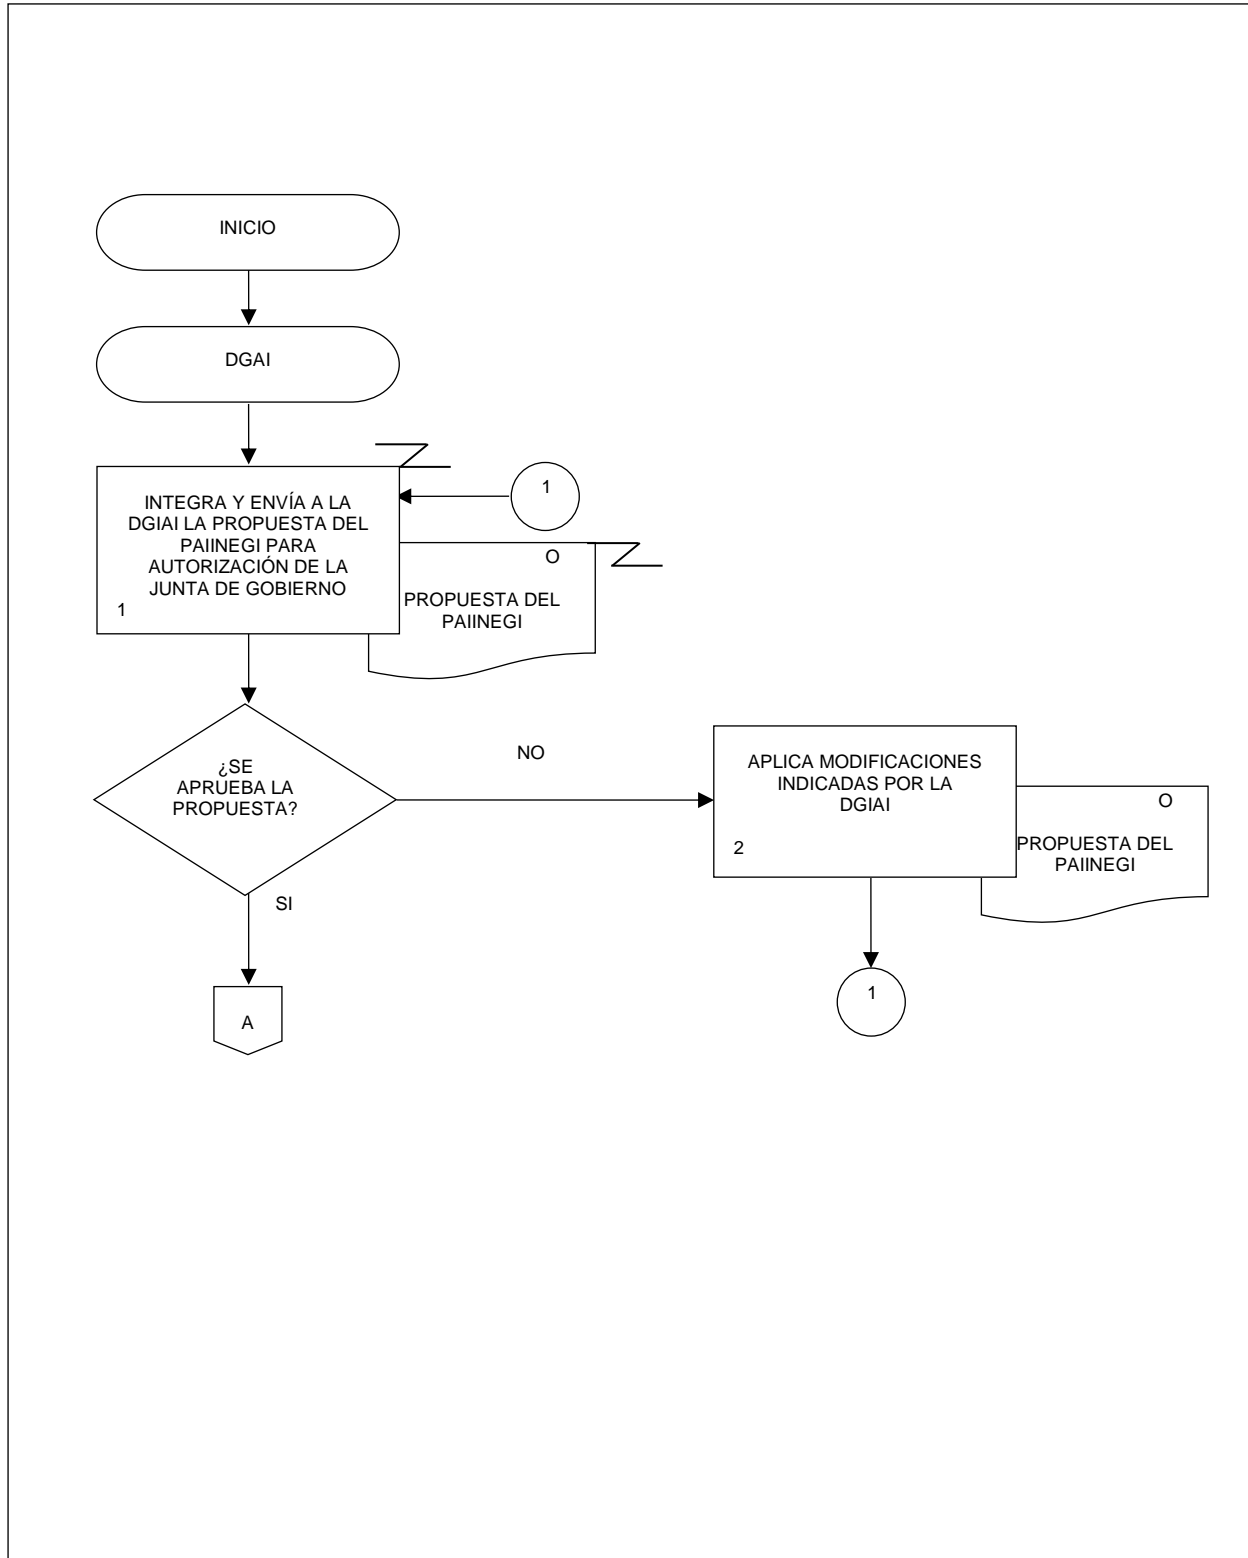 INICIO
DGAI
INTEGRA Y ENVÍA A LA
DGIAI LA PROPUESTA DEL
PAIINEGI PARA
AUTORIZACIÓN DE LA
JUNTA DE GOBIERNO
1
1
O
PROPUESTA DEL
PAIINEGI
¿SE
APRUEBA LA
PROPUESTA?
NO
SI
APLICA MODIFICACIONES
INDICADAS POR LA
DGIAI
2
O
PROPUESTA DEL
PAIINEGI
1
A